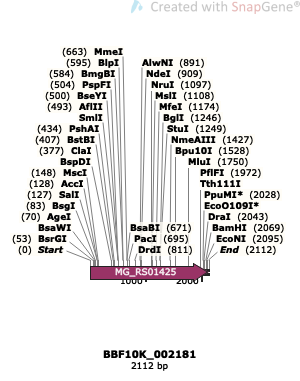 Created with SnapGene®
(663) MmeI
(595) BlpI
(584) BmgBI
(504) PspFI
(500) BseYI
(493) AflII
SmlI
(434) PshAI
(407) BstBI
(377) ClaI
BspDI
(148) MscI
(128) AccI
(127) SalI
(83) BsgI
(70) AgeI
BsaWI
(53) BsrGI
(0) Start
AlwNI (891)
NdeI (909)
NruI (1097)
MslI (1108)
MfeI (1174)
BglI (1246)
StuI (1249)
NmeAIII (1427)
Bpu10I (1528)
MluI (1750)
PflFI (1972)
Tth111I
PpuMI* (2028)
EcoO109I*
DraI (2043)
BsaBI (671)
BamHI (2069)
PacI (695)
EcoNI (2095)
DrdI (811)
End (2112)
MG_RS01425
1000
2000
BBF10K_002181
2112 bp